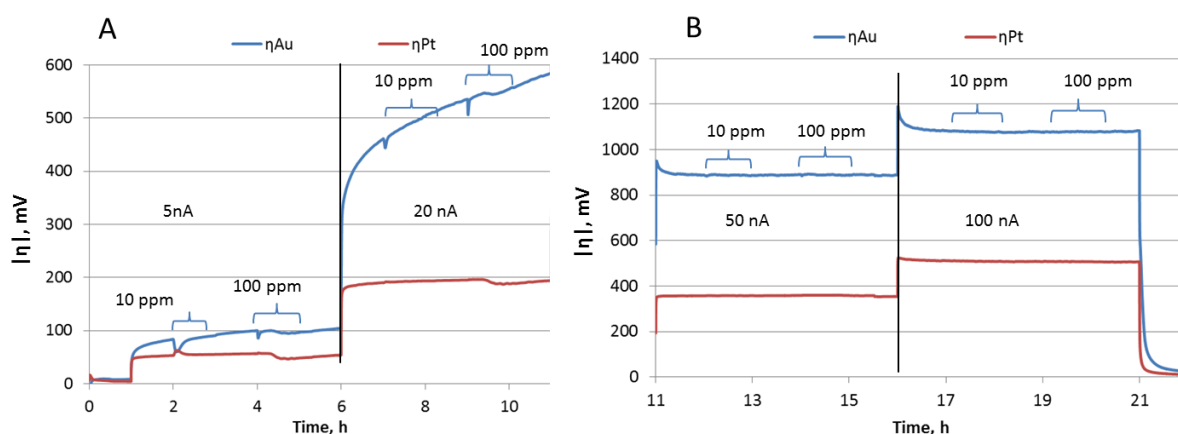 A
ηAu ηPt
600
500
400
300
200
100
0
|η|, mV
100 ppm
10 ppm
5nA
20 nA
10 ppm
100 ppm
0 2 4 6 8 10
Time, h
B
ηAu ηPt
1400
1200
1000
800
600
400
200
0
|η|, mV
10 ppm 100 ppm
10 ppm 100 ppm
50 nA 100 nA
11 13 15 17 19 21
Time, h